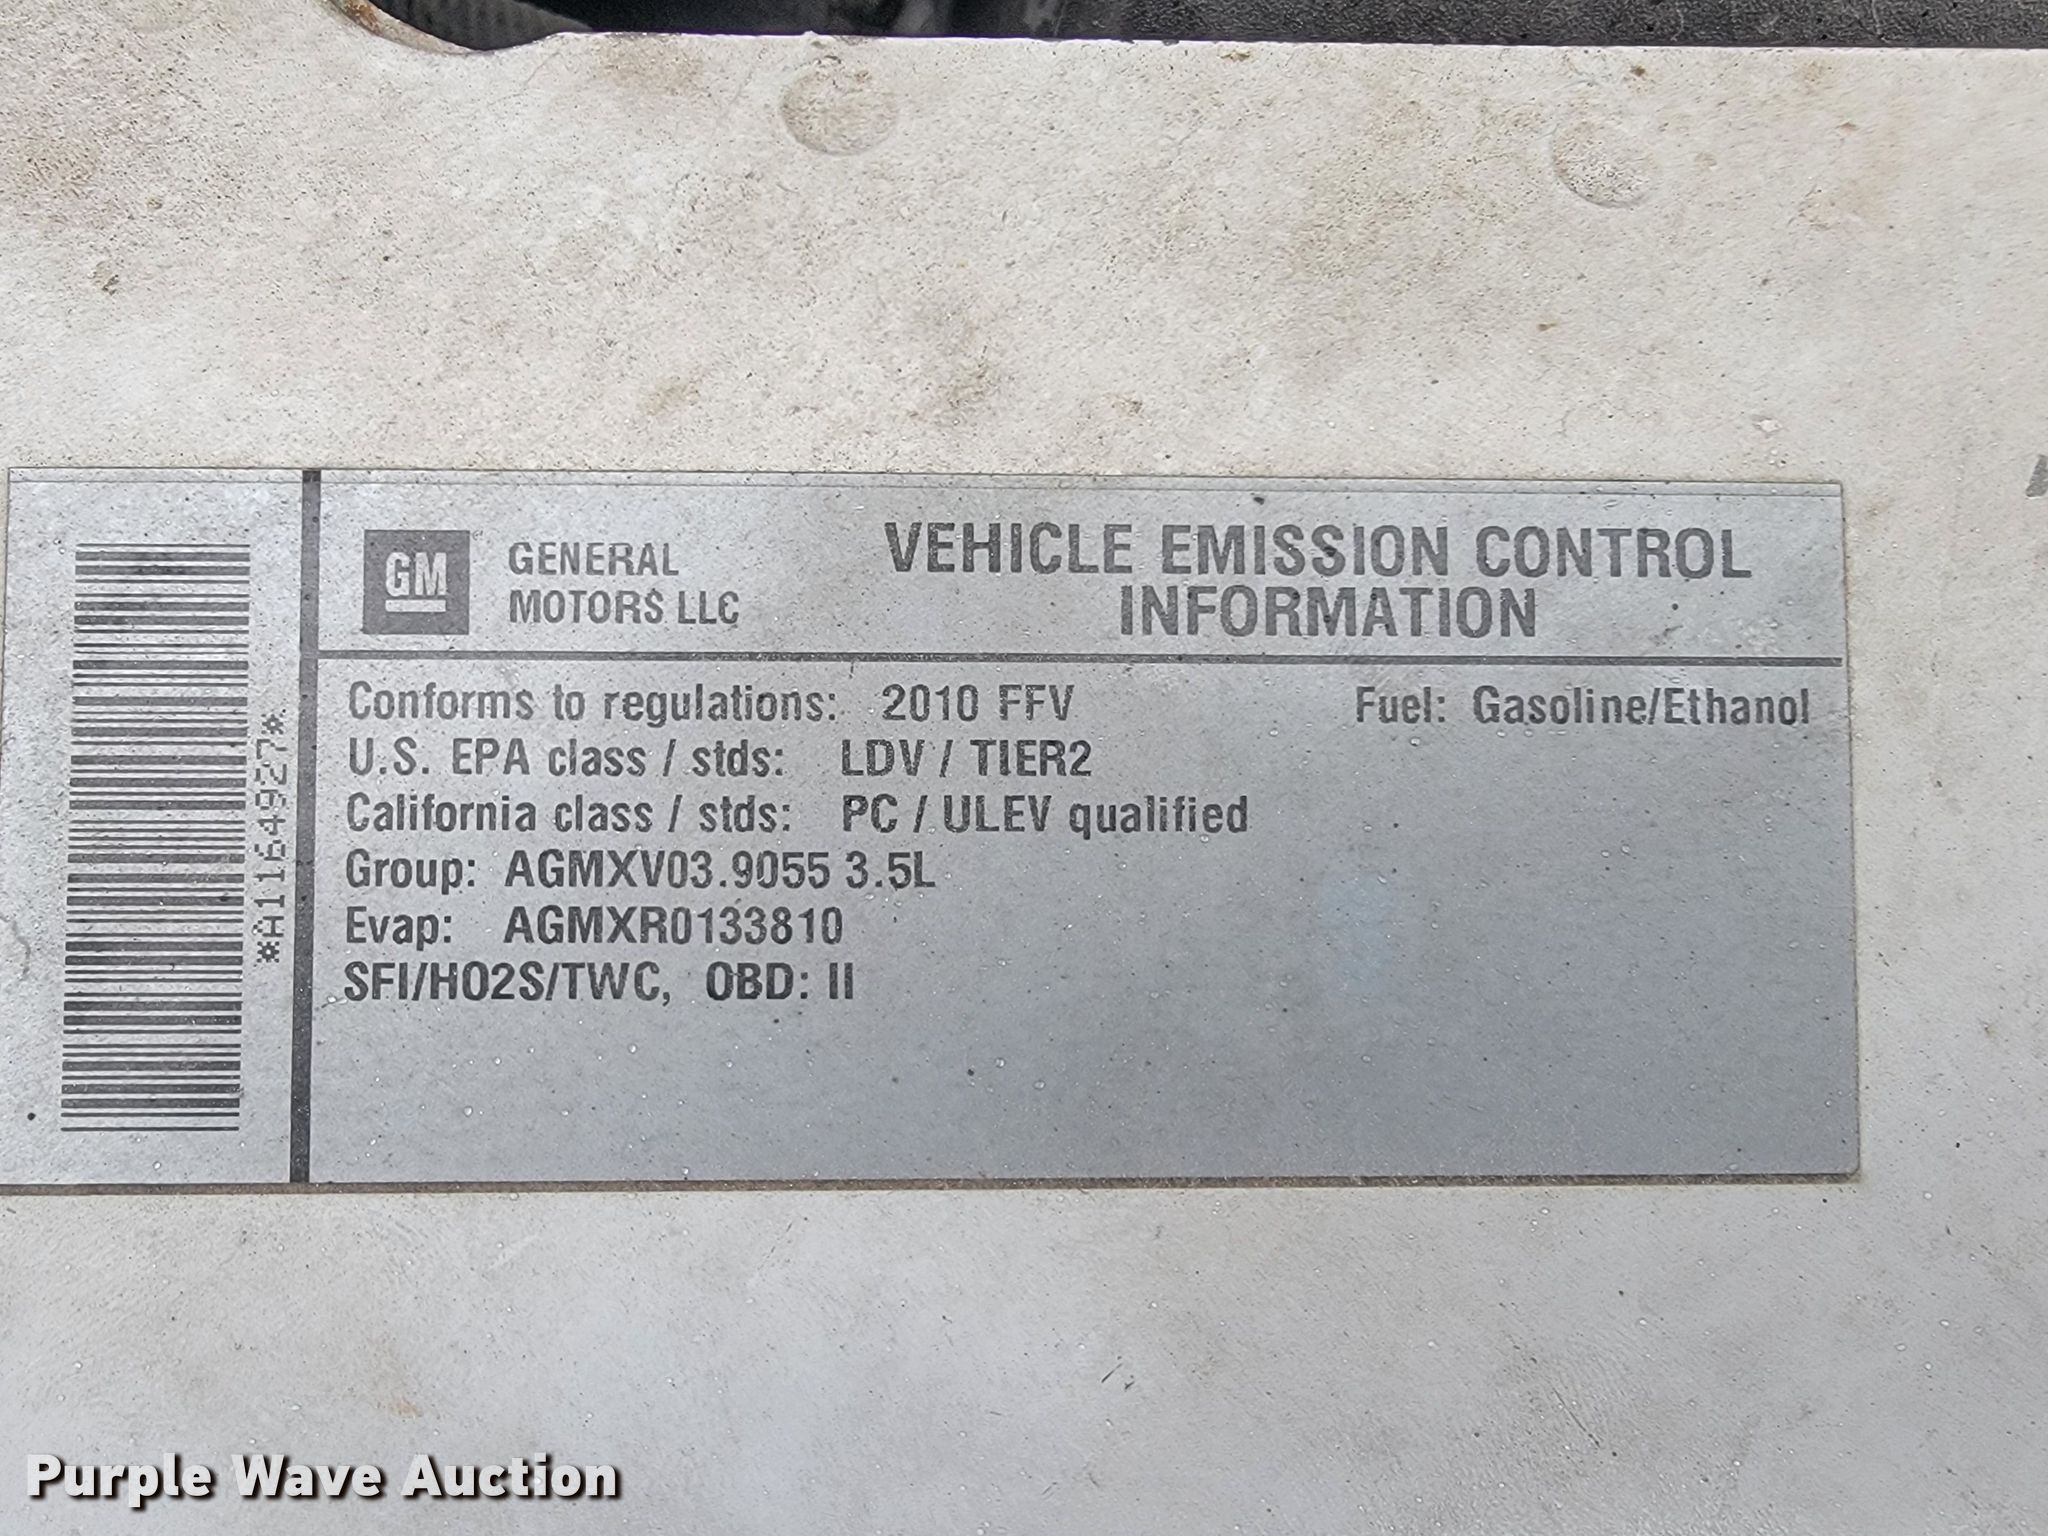 GM GENERAL MOTORS LLC
VEHICLE EMISSION CONTROL
INFORMATION
Conforms to regulations: 2010 FFV Fuel: Gasoline/Ethanol
U.S. EPA class / stds: LDV / TIER2
California class / stds: PC / ULEV qualified
Group: AGMXV03.9055 3.5L
Evap: AGMXR0133810
SFI/HO2S/TWC, OBD: II
*A1164927*
Purple Wave Auction